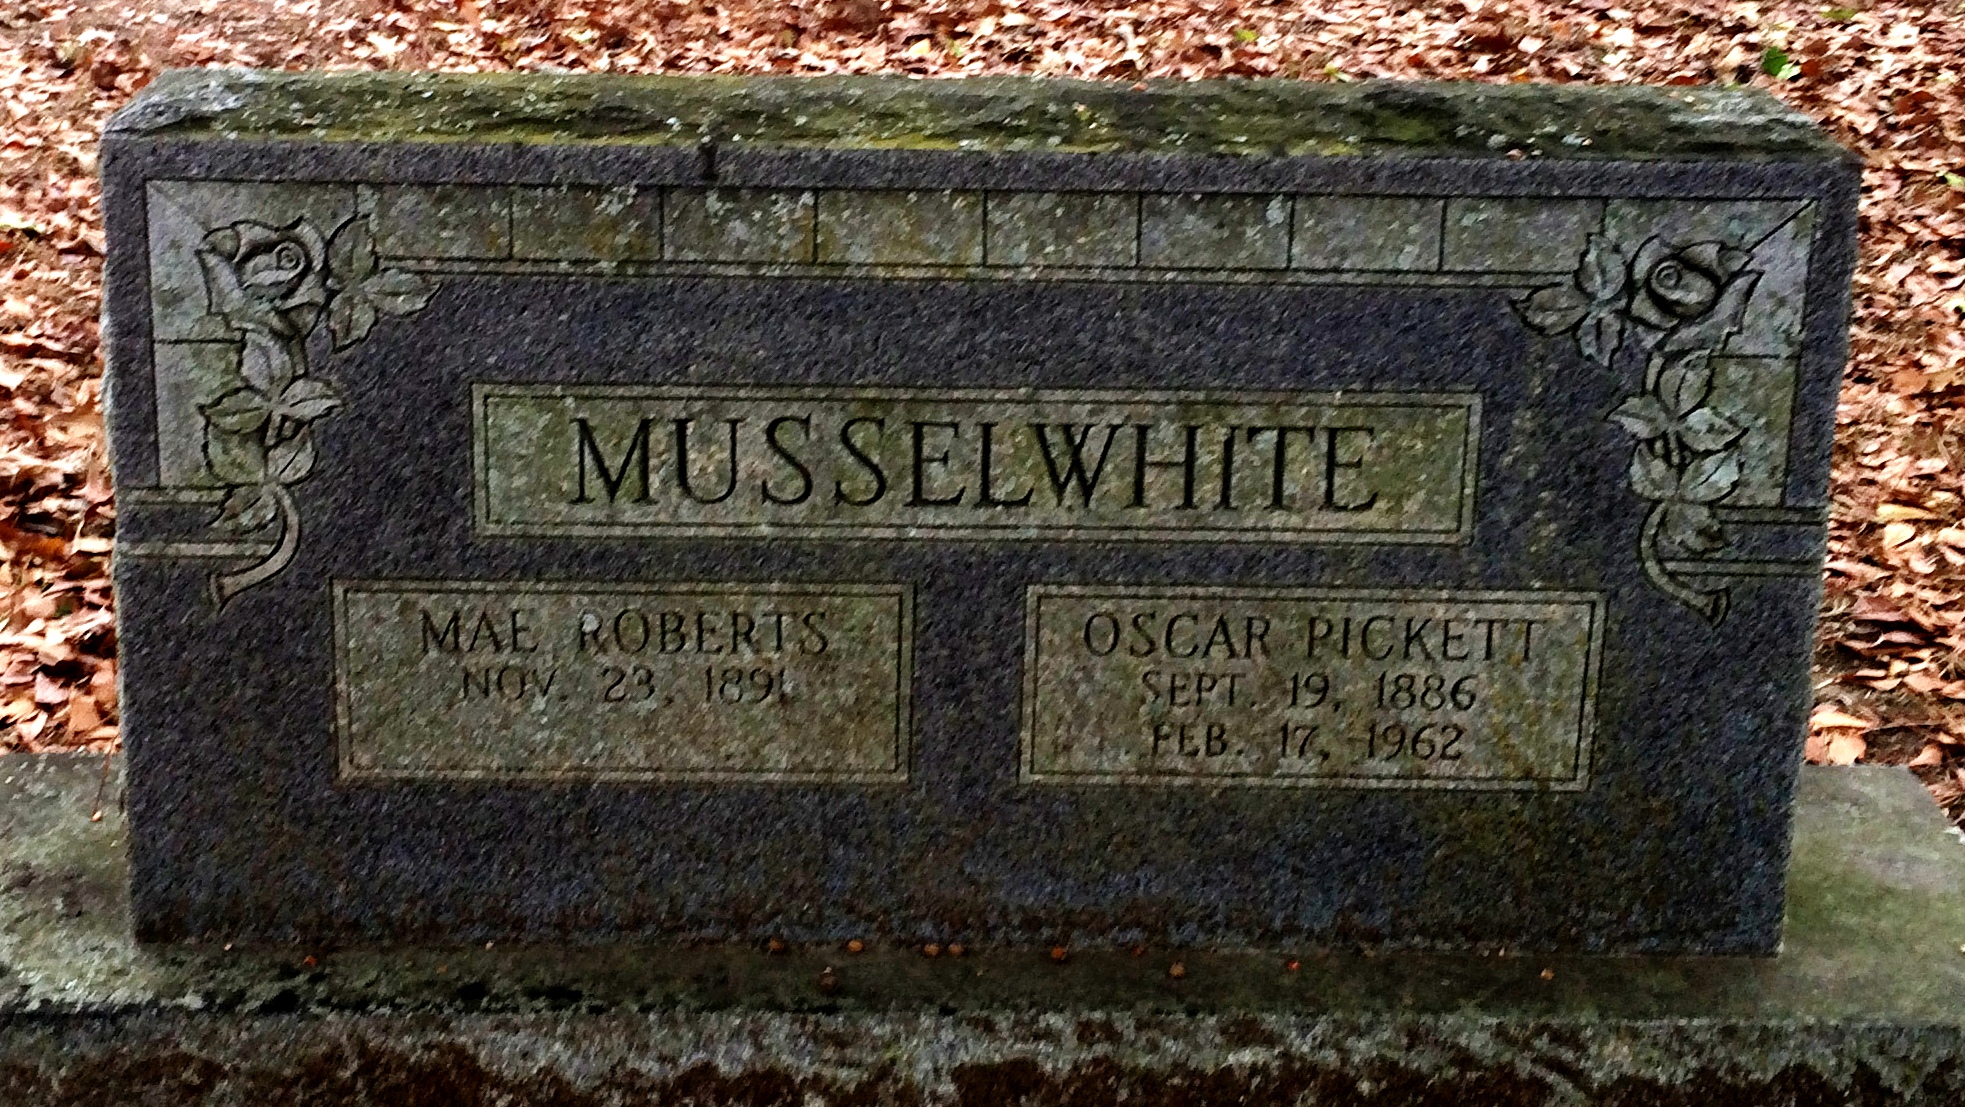 MUSSELWHITE
MAE ROBERTS
NOV. 23, 1891
OSCAR PICKETT
SEPT. 19, 1886
FEB. 17, 1962